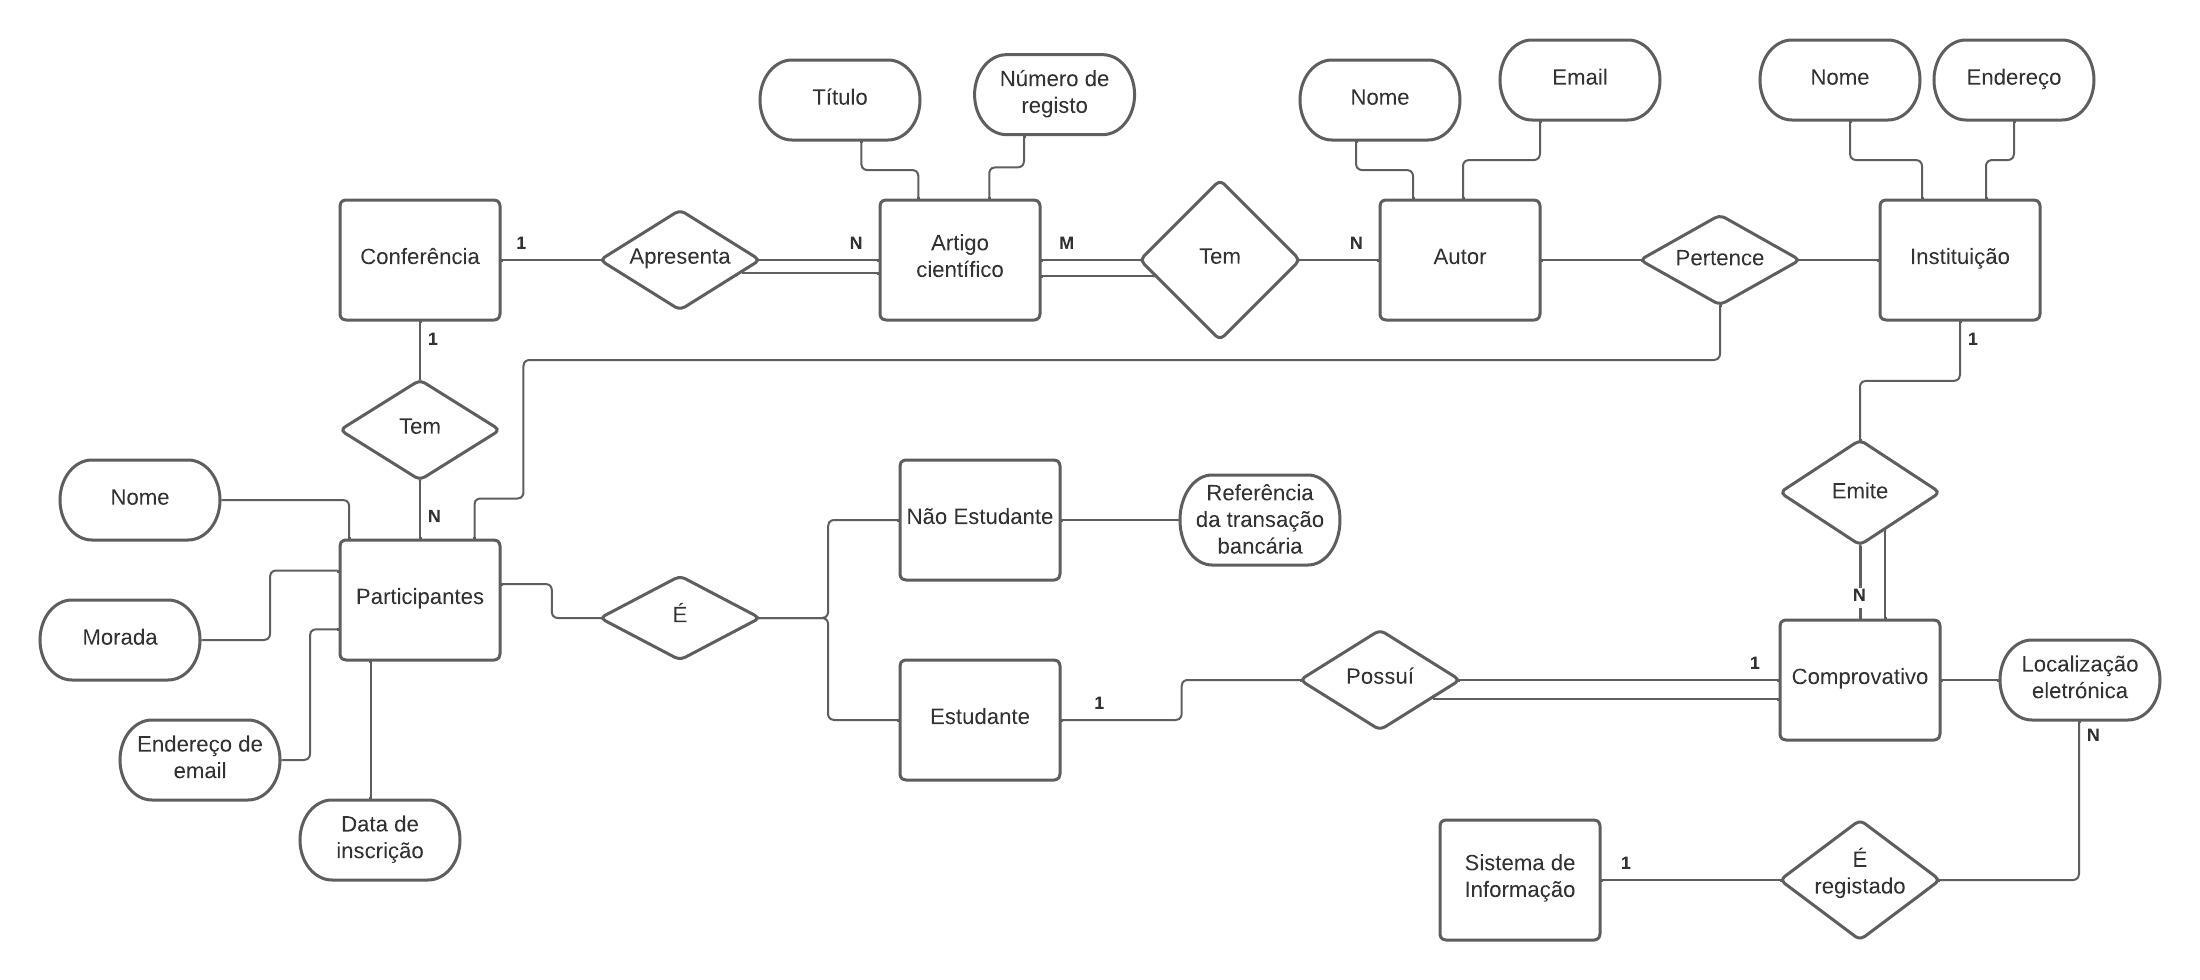 Título
Número de
registo
Nome
Email
Nome
Endereço
Conferência
1
Apresenta
N
Artigo
científico
M
Tem
N
Autor
Pertence
Instituição
1
1
Tem
N
Nome
Morada
Endereço de
email
Data de
inscrição
Participantes
É
Não Estudante
Referência
da transação
bancária
Estudante
1
Possuí
1
Emite
N
Comprovativo
Localização
eletrónica
N
Sistema de
Informação
1
É
registado